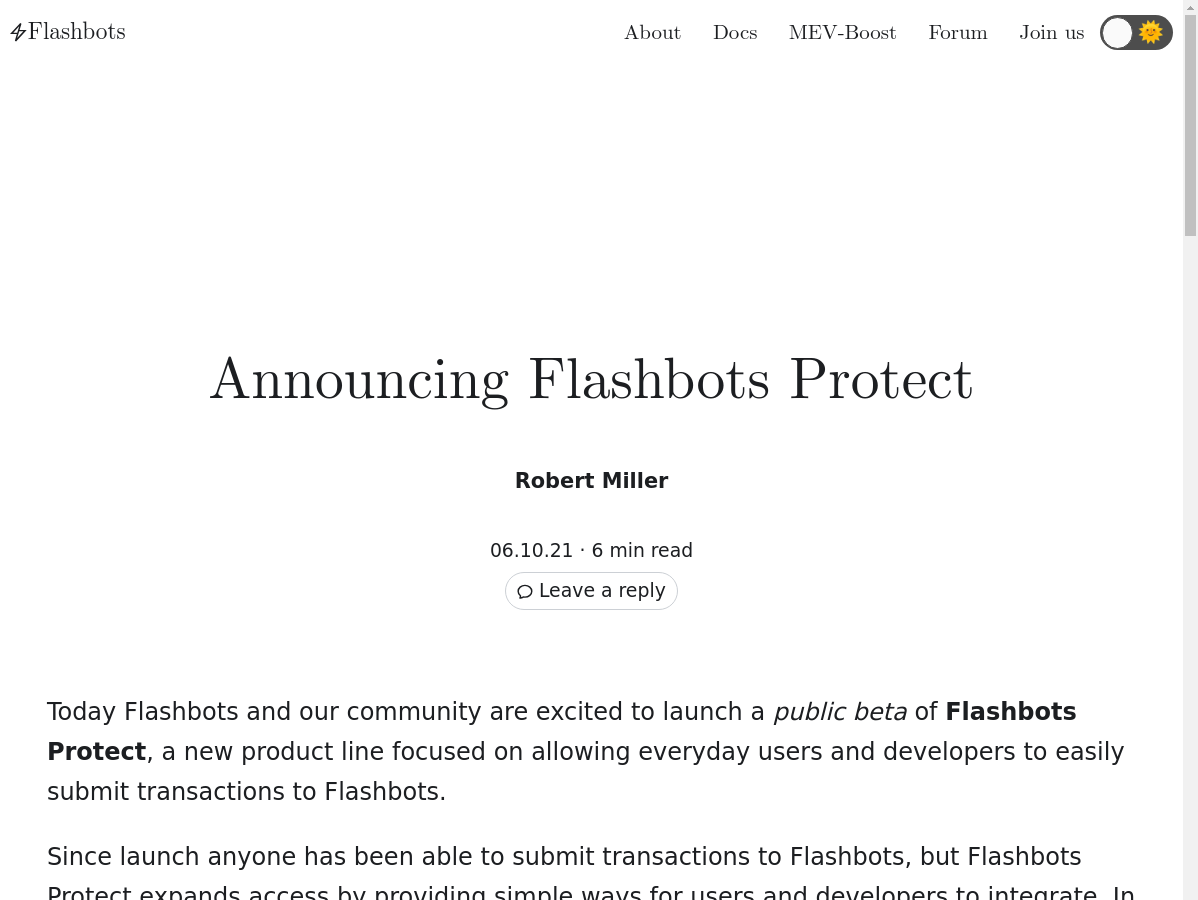 Flashbots
About Docs MEV-Boost Forum Join us
Announcing Flashbots Protect
Robert Miller
06.10.21 · 6 min read
Leave a reply
Today Flashbots and our community are excited to launch a public beta of Flashbots
Protect, a new product line focused on allowing everyday users and developers to easily
submit transactions to Flashbots.
Since launch anyone has been able to submit transactions to Flashbots, but Flashbots
Protect expands access by providing simple ways for users and developers to integrate. In